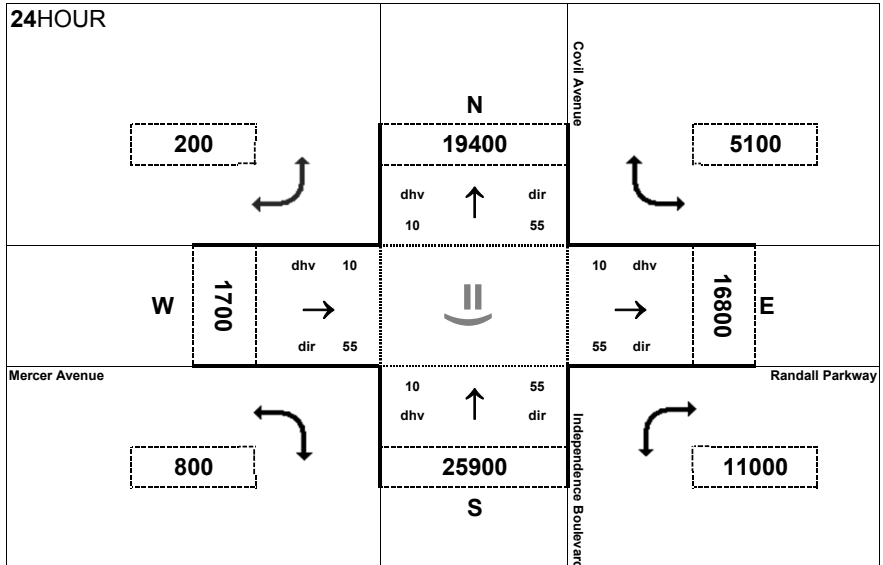 24HOUR
Covil Avenue
N
200
19400
5100
dhv dir
10 55
dhv 10
10 dhv
W
1700
16800
E
dir 55
55 dir
Mercer Avenue
Randall Parkway
10 55
dhv dir
Independence Boulevard
800
25900
11000
S